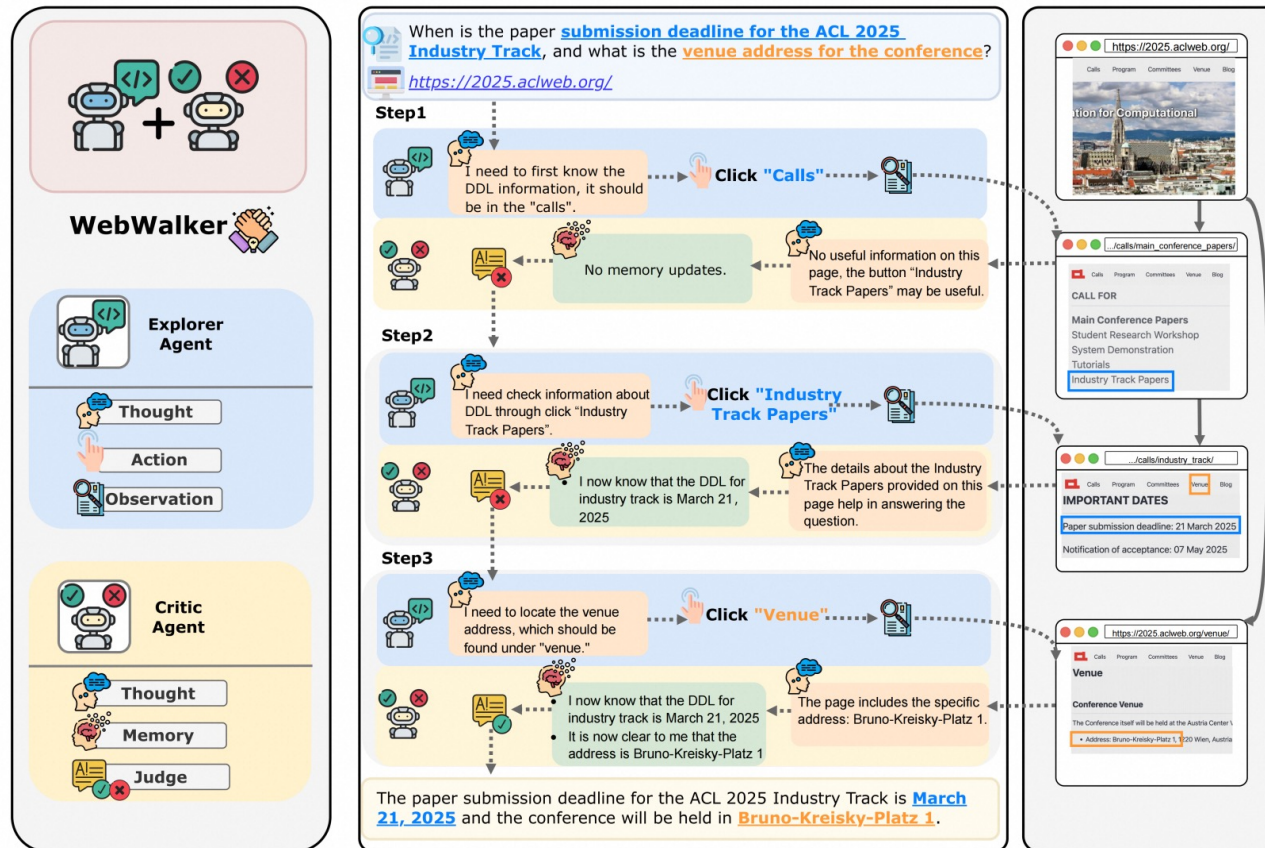 WebWalker
Explorer
Agent
Thought
Action
Observation
Critic
Agent
Thought
Memory
Judge
When is the paper submission deadline for the ACL 2025
Industry Track, and what is the venue address for the conference?
https://2025.aclweb.org/
Step1
I need to first know the
DDL information, it should
be in the "calls".
Click "Calls"
No memory updates.
No useful information on this
page, the button “Industry
Track Papers” may be useful.
Step2
I need check information about
DDL through click “Industry
Track Papers”.
Click "Industry
Track Papers"
• I now know that the DDL for
industry track is March 21,
2025
The details about the Industry
Track Papers provided on this
page help in answering the
question.
Step3
I need to locate the venue
address, which should be
found under "venue."
Click "Venue"
• I now know that the DDL for
industry track is March 21, 2025
• It is now clear to me that the
address is Bruno-Kreisky-Platz 1
The page includes the specific
address: Bruno-Kreisky-Platz 1.
The paper submission deadline for the ACL 2025 Industry Track is March
21, 2025 and the conference will be held in Bruno-Kreisky-Platz 1.
https://2025.aclweb.org/
Calls Program Committees Venue Blog
tion for Computational
.../calls/main_conference_papers/
Calls Program Committees Venue Blog
CALL FOR
Main Conference Papers
Student Research Workshop
System Demonstration
Tutorials
Industry Track Papers
.../calls/industry_track/
Calls Program Committees Venue Blog
IMPORTANT DATES
Paper submission deadline: 21 March 2025
Notification of acceptance: 07 May 2025
https://2025.aclweb.org/venue/
Calls Program Committees Venue Blog
Venue
Conference Venue
The Conference itself will be held at the Austria Center V
• Address: Bruno-Kreisky-Platz 1, 1220 Wien, Austria